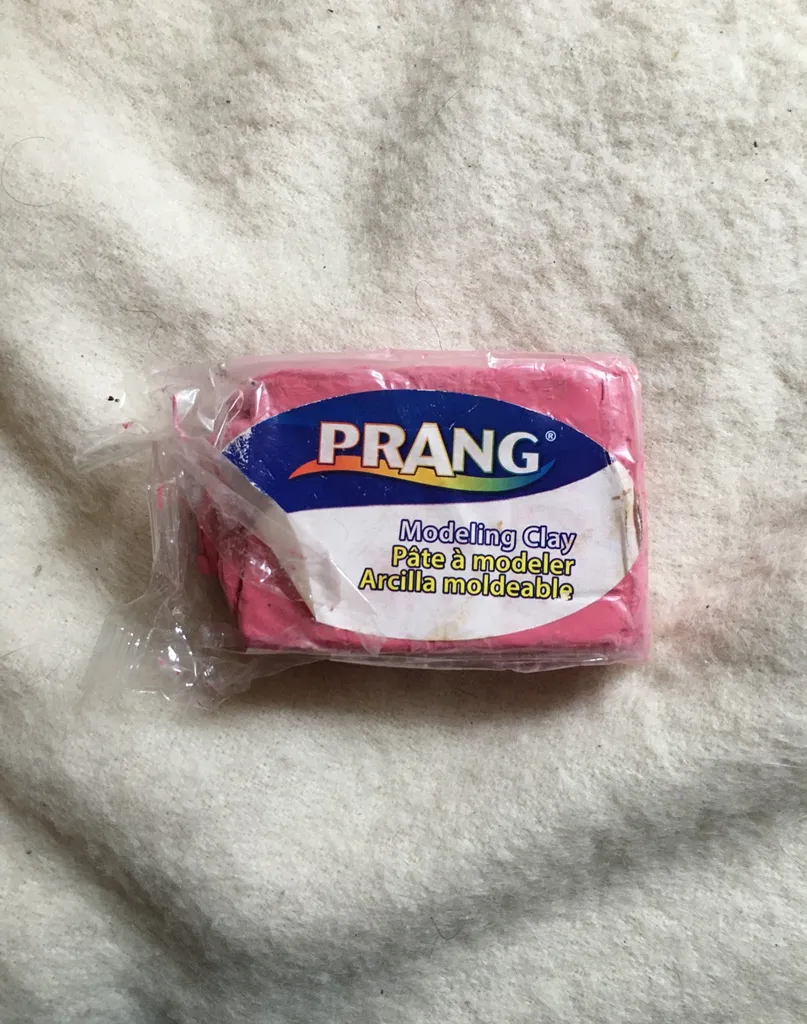 PRANG®
Modeling Clay
Pâte à modeler
Arcilla moldeable